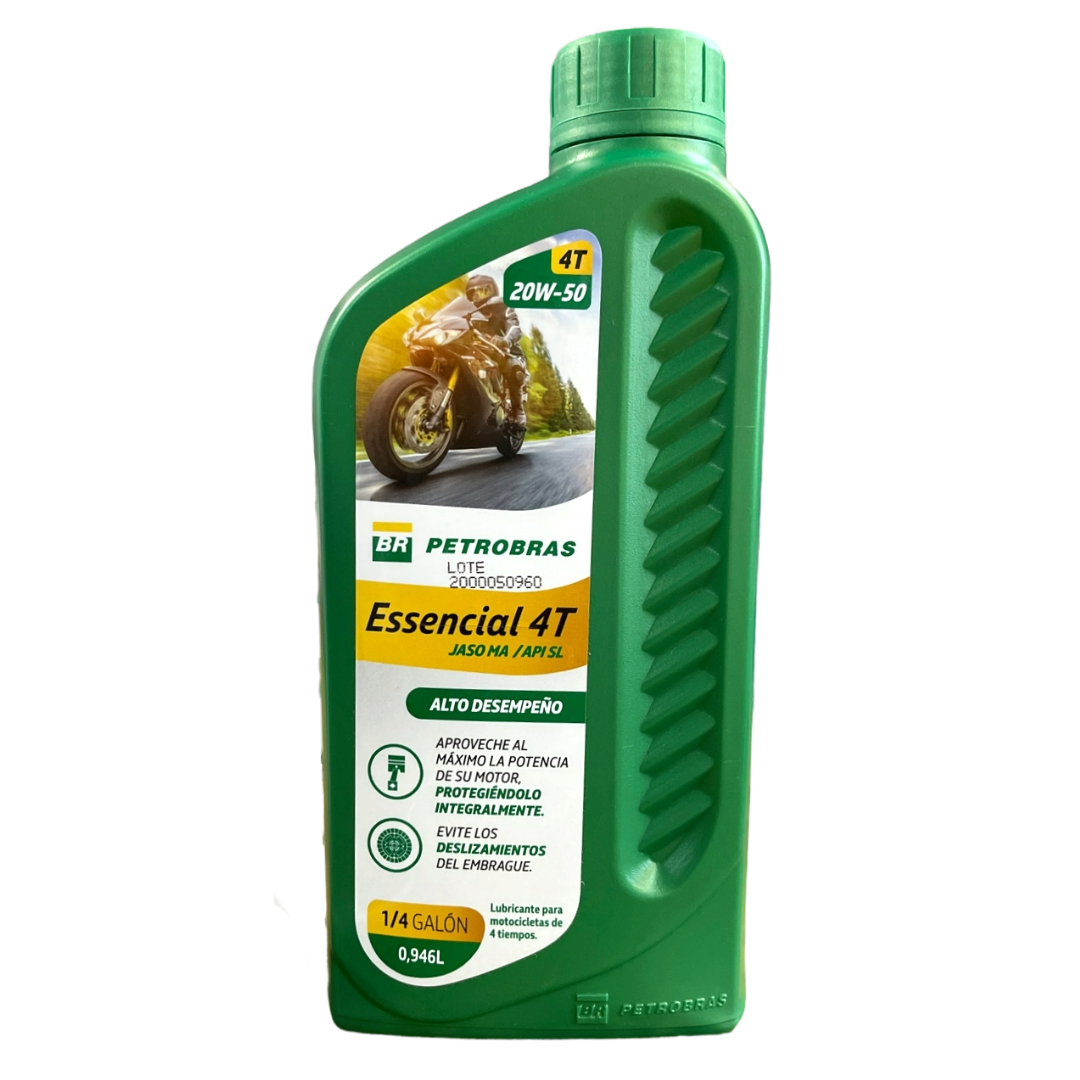 4T
20W-50
BR PETROBRAS
LOTE
2000050960
Essencial 4T
JASO MA / API SL
ALTO DESEMPEÑO
APROVECHE AL
MÁXIMO LA POTENCIA
DE SU MOTOR,
PROTEGIÉNDOLO
INTEGRALMENTE.
EVITE LOS
DESLIZAMIENTOS
DEL EMBRAGUE.
1/4 GALÓN
0,946L
Lubricante para
motocicletas de
4 tiempos.
BR PETROBRAS